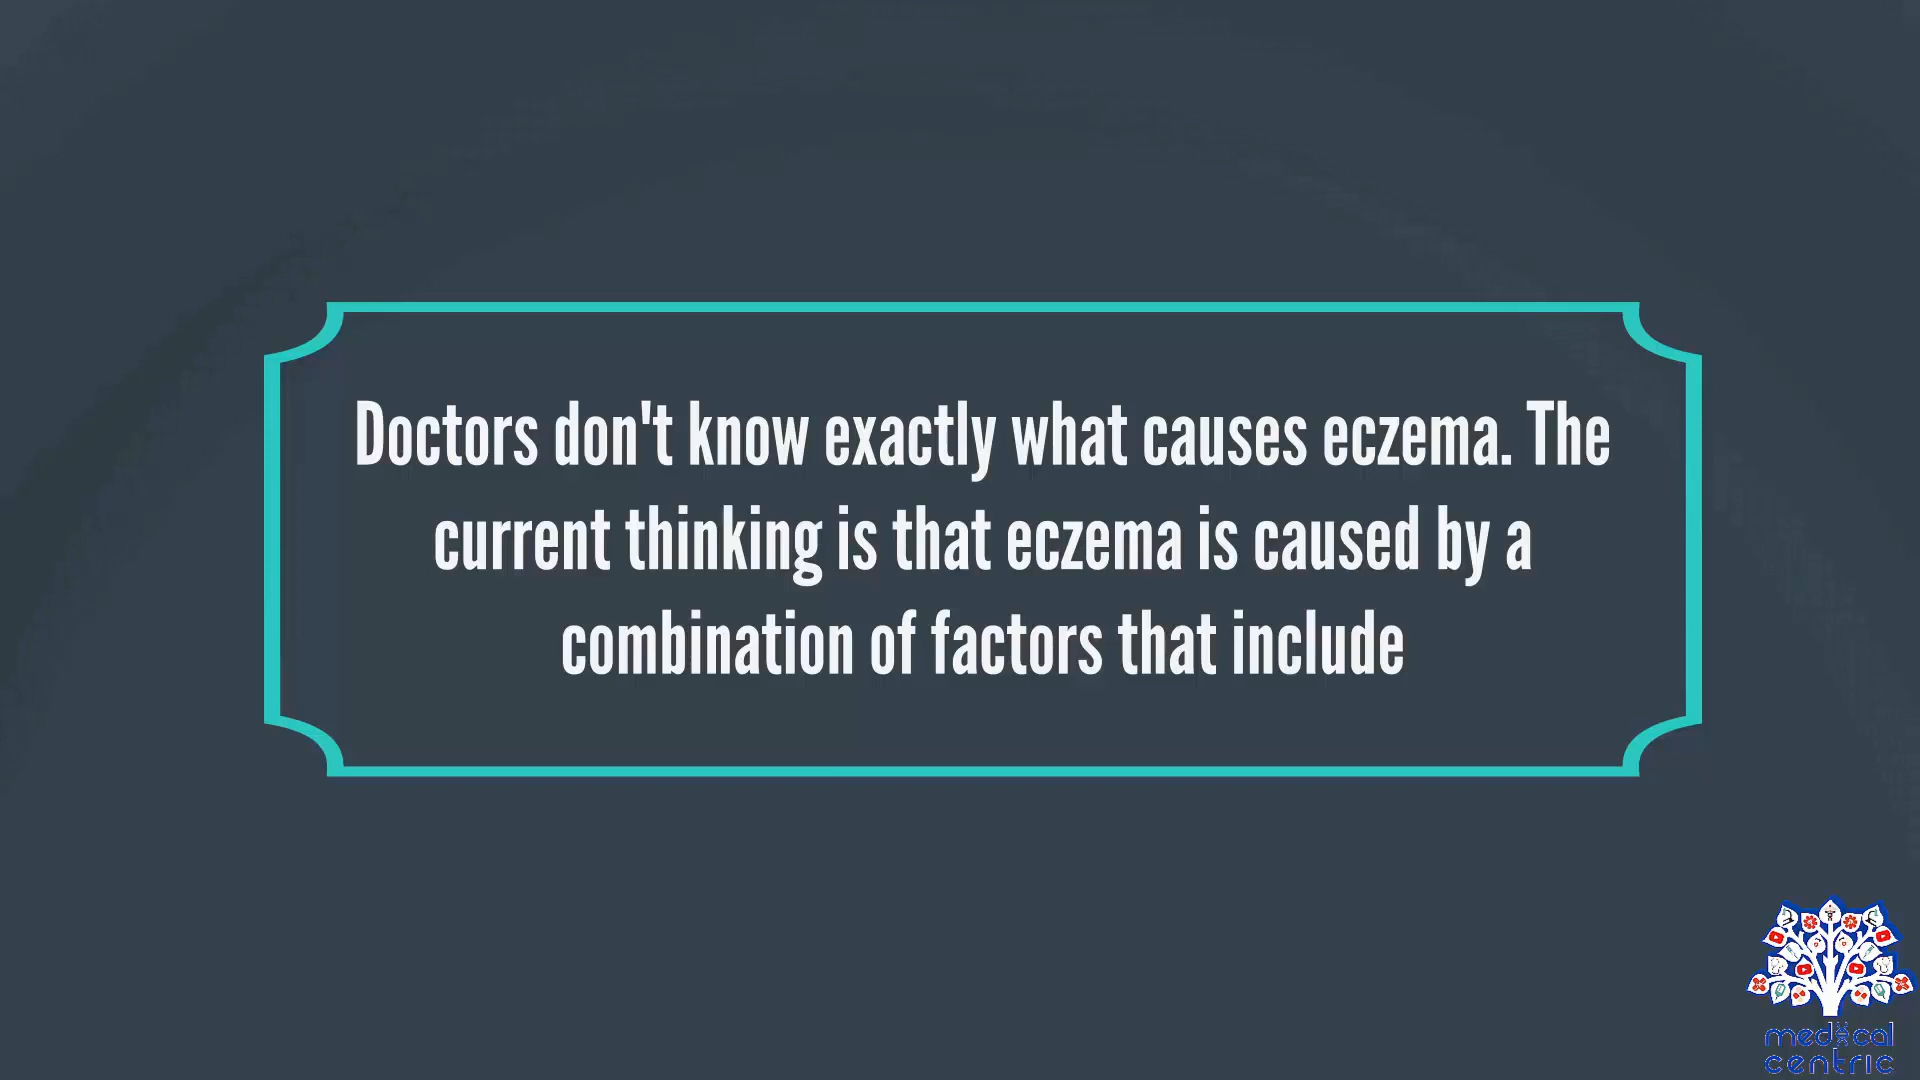 Doctors don't know exactly what causes eczema. The
current thinking is that eczema is caused by a
combination of factors that include
medical
centric